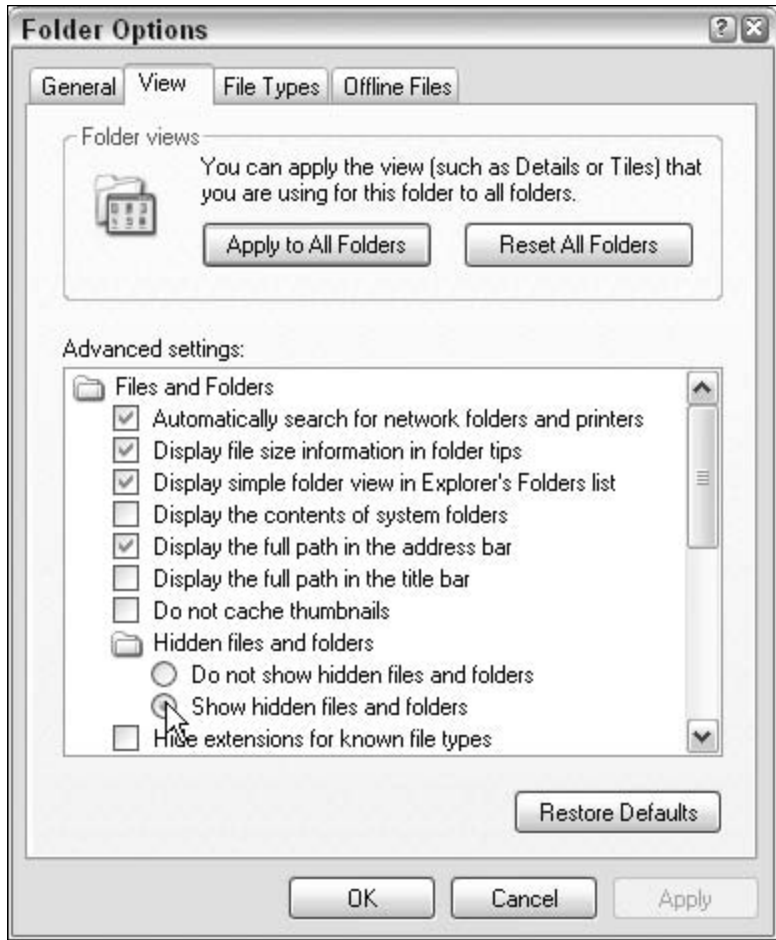 Folder Options
General View File Types Offline Files
Folder views
You can apply the view (such as Details or Tiles) that
you are using for this folder to all folders.
Apply to All Folders Reset All Folders
Advanced settings:
Files and Folders
Automatically search for network folders and printers
Display file size information in folder tips
Display simple folder view in Explorer's Folders list
Display the contents of system folders
Display the full path in the address bar
Display the full path in the title bar
Do not cache thumbnails
Hidden files and folders
Do not show hidden files and folders
Show hidden files and folders
Hide extensions for known file types
Restore Defaults
OK Cancel Apply